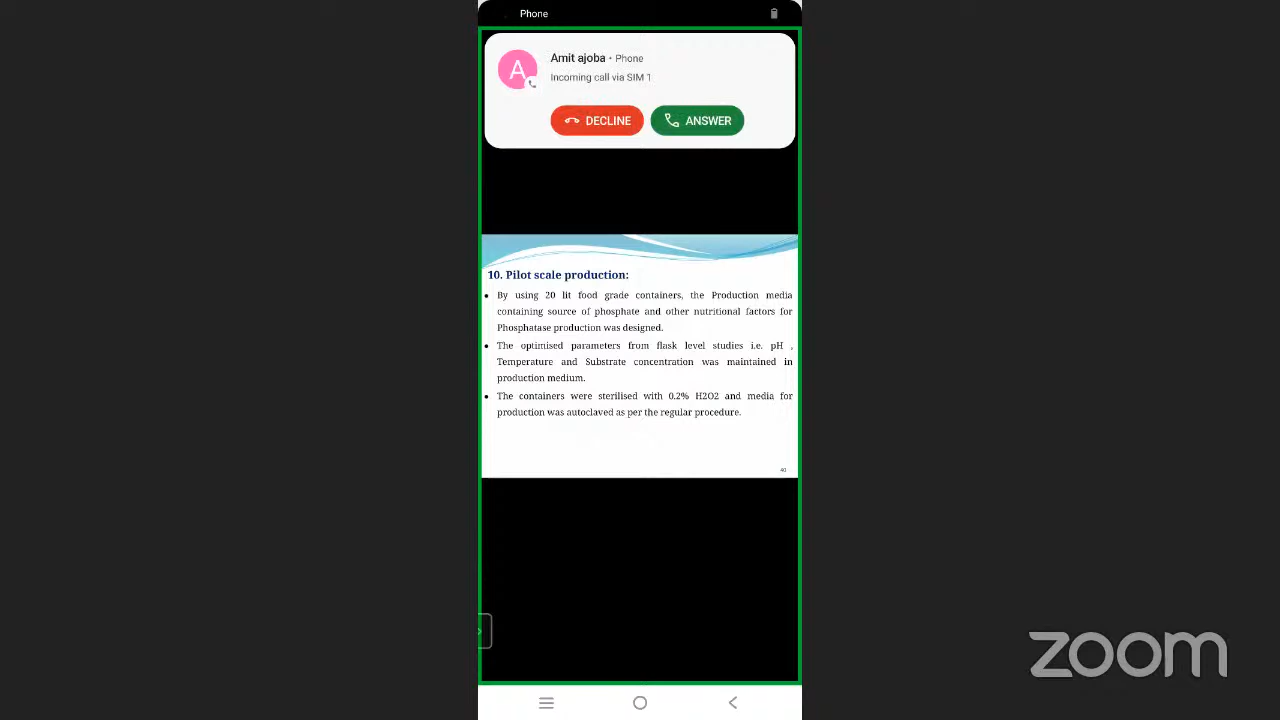 Phone
Amit ajoba • Phone
A
Incoming call via SIM 1
DECLINE
ANSWER
10. Pilot scale production:
• By using 20 lit food grade containers, the Production media
containing source of phosphate and other nutritional factors for
Phosphatase production was designed.
• The optimised parameters from flask level studies i.e. pH ,
Temperature and Substrate concentration was maintained in
production medium.
• The containers were sterilised with 0.2% H2O2 and media for
production was autoclaved as per the regular procedure.
40
zoom